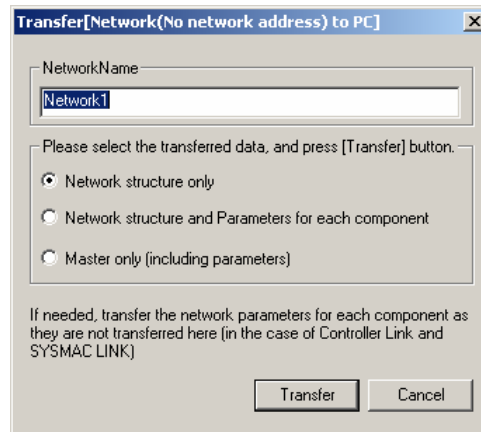 Transfer[Network(No network address) to PC]
NetworkName
Network1
Please select the transferred data, and press [Transfer] button.
Network structure only
Network structure and Parameters for each component
Master only (including parameters)
If needed, transfer the network parameters for each component as
they are not transferred here (in the case of Controller Link and
SYSMAC LINK)
Transfer
Cancel